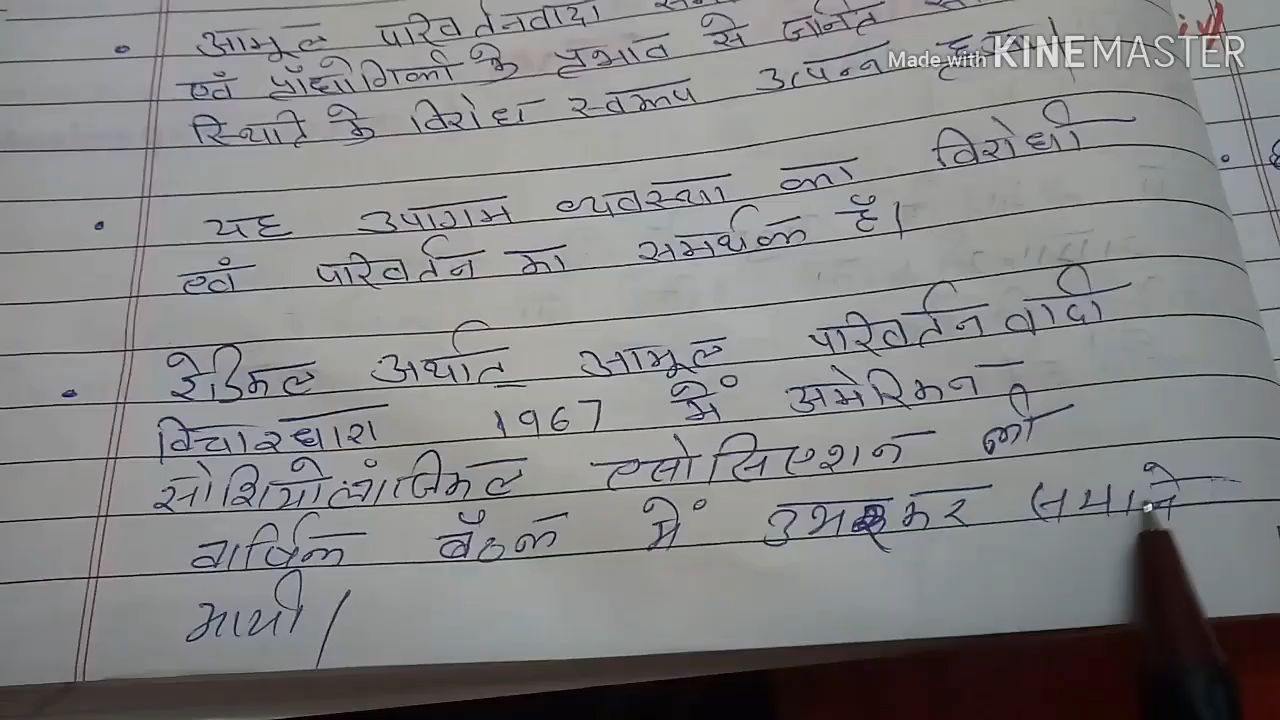 आमूल परिवर्तनवादी
एवं प्रौद्योगिकी के प्रभाव से जनित
स्थिति के विरोध स्वरूप उत्पन्न हुआ।
Made with KINEMASTER
यह उपागम व्यवस्था का विरोधी
एवं परिवर्तन का समर्थक है।
रेडिकल अर्थात आमूल परिवर्तनवादी
विचारधारा 1967 में अमेरिकन
सोशियोलॉजिकल एसोसिएशन की
वार्षिक बैठक में उभरकर सामने
आयी।